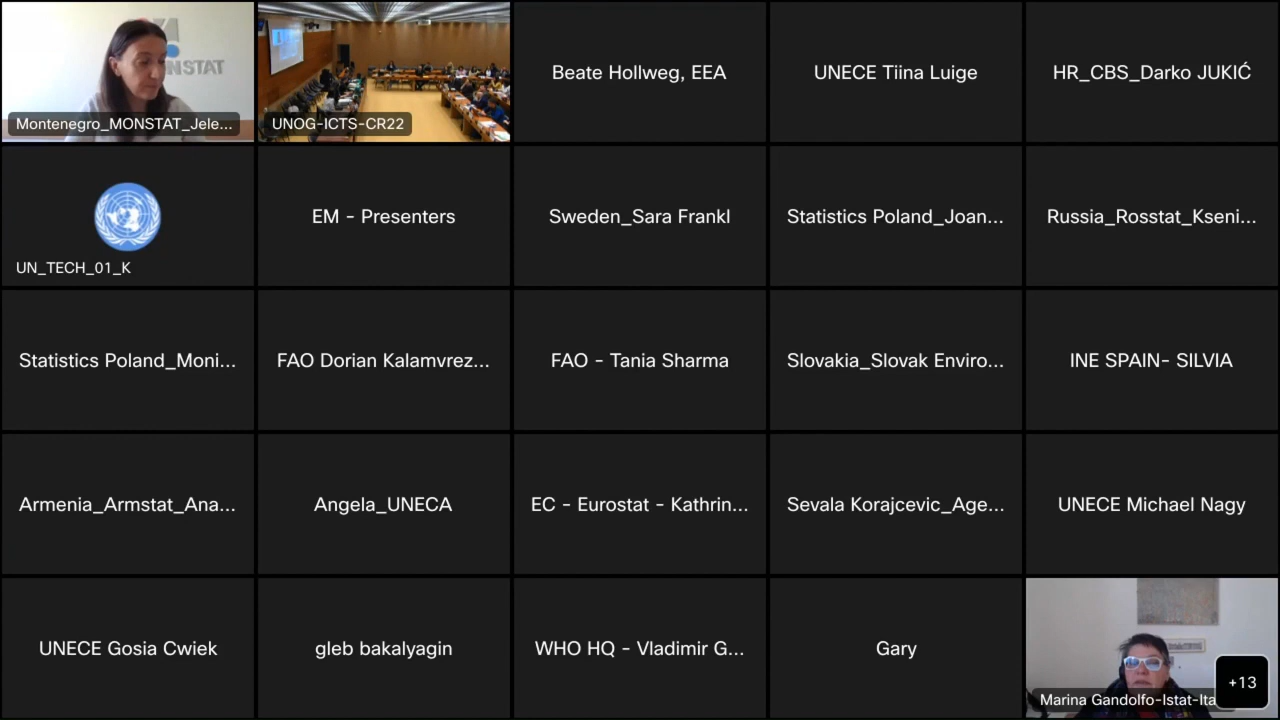 MONSTAT
Montenegro_MONSTAT_Jele...
UNOG-ICTS-CR22
Beate Hollweg, EEA
UNECE Tiina Luige
HR_CBS_Darko JUKIĆ
UN_TECH_01_K
EM - Presenters
Sweden_Sara Frankl
Statistics Poland_Joan...
Russia_Rosstat_Kseni...
Statistics Poland_Moni...
FAO Dorian Kalamvrez...
FAO - Tania Sharma
Slovakia_Slovak Enviro...
INE SPAIN- SILVIA
Armenia_Armstat_Ana...
Angela_UNECA
EC - Eurostat - Kathrin...
Sevala Korajcevic_Age...
UNECE Michael Nagy
UNECE Gosia Cwiek
gleb bakalyagin
WHO HQ - Vladimir G...
Gary
Marina Gandolfo-Istat-Ita
+13